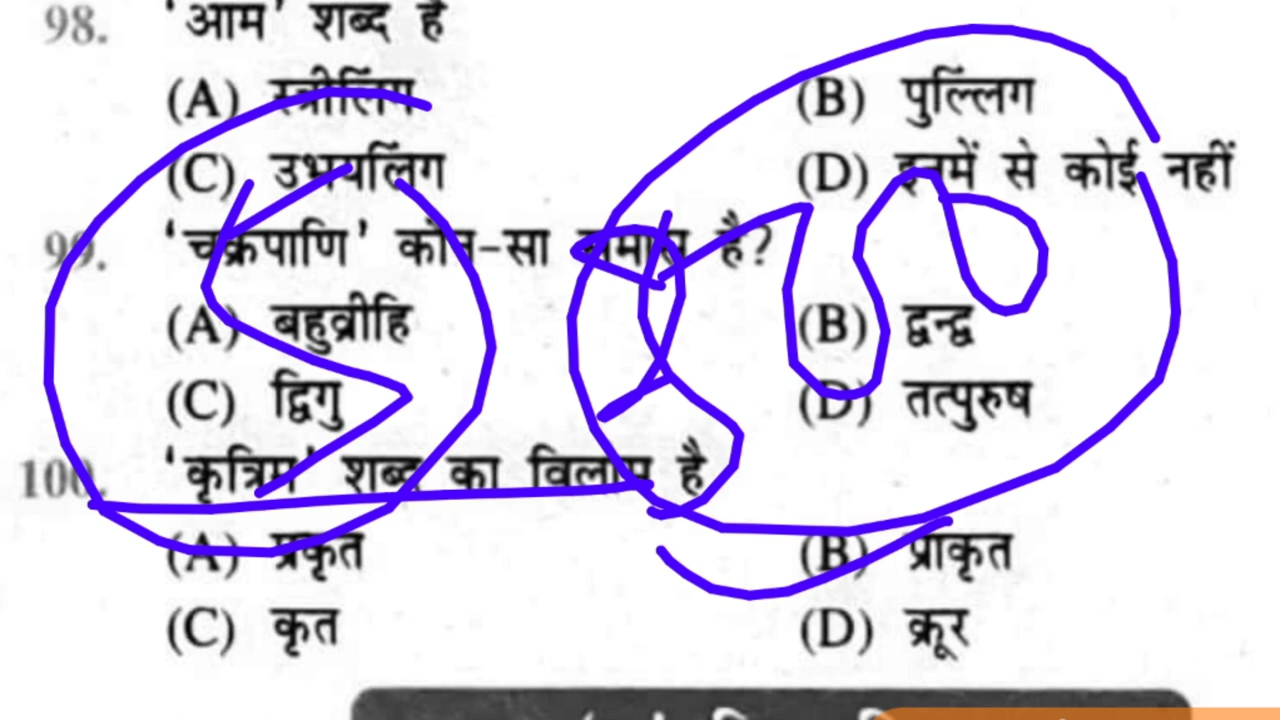 98. 'आम' शब्द है
(A) स्त्रीलिंग (B) पुल्लिंग
(C) उभयलिंग (D) इनमें से कोई नहीं
99. 'चक्रपाणि' कौन-सा समास है?
(A) बहुव्रीहि (B) द्वन्द्व
(C) द्विगु (D) तत्पुरुष
100. 'कृत्रिम' शब्द का विलोम है
(A) प्रकृत (B) प्राकृत
(C) कृत (D) क्रूर